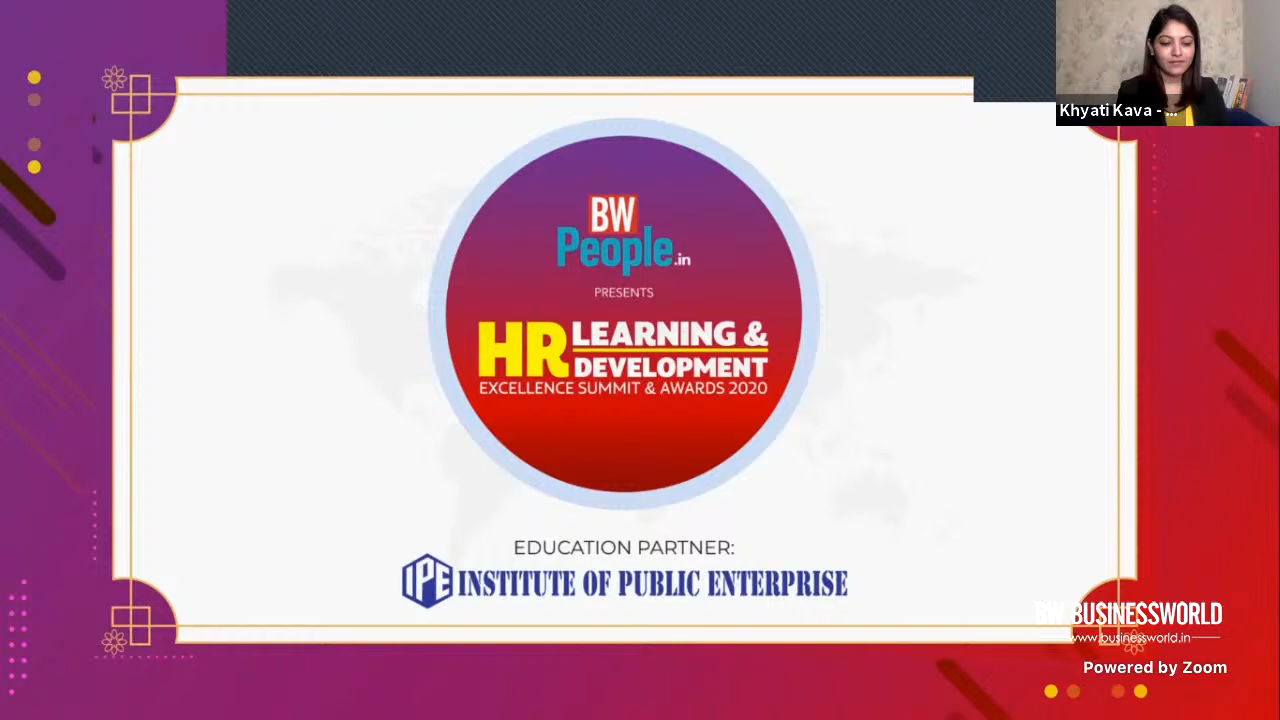 Khyati Kava - ...
BW
People.in
PRESENTS
HR LEARNING &
DEVELOPMENT
EXCELLENCE SUMMIT & AWARDS 2020
EDUCATION PARTNER:
IPE INSTITUTE OF PUBLIC ENTERPRISE
BW BUSINESSWORLD
www.businessworld.in
Powered by Zoom